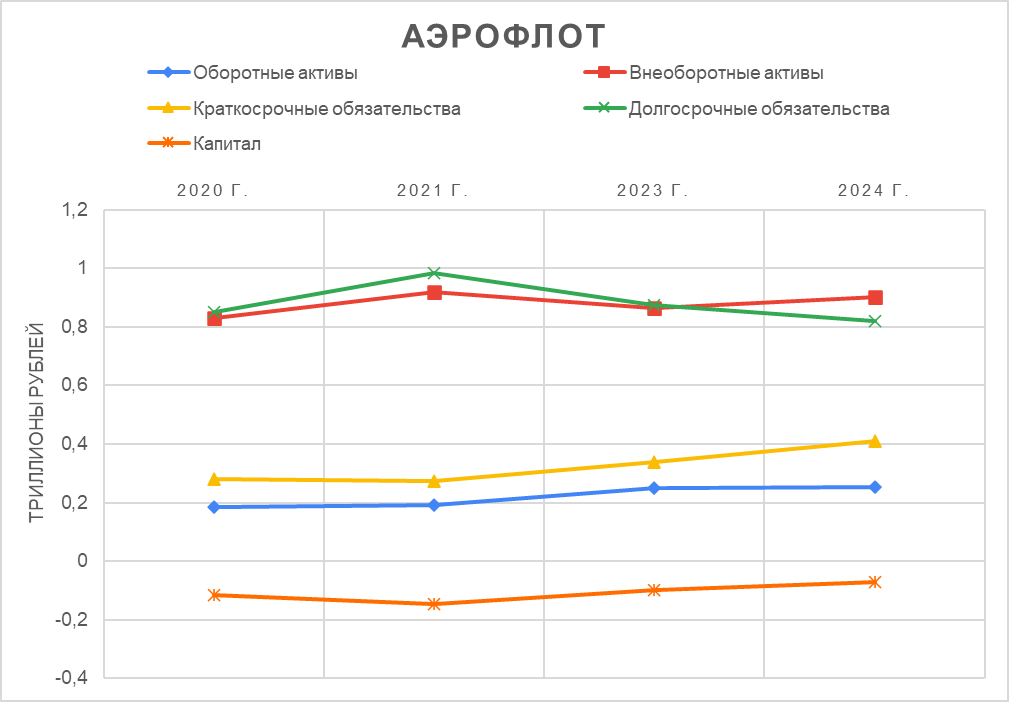 АЭРОФЛОТ
Оборотные активы
Внеоборотные активы
Краткосрочные обязательства
Долгосрочные обязательства
Капитал
2020 Г.
2021 Г.
2023 Г.
2024 Г.
ТРИЛЛИОНЫ РУБЛЕЙ
1,2
1
0,8
0,6
0,4
0,2
0
-0,2
-0,4